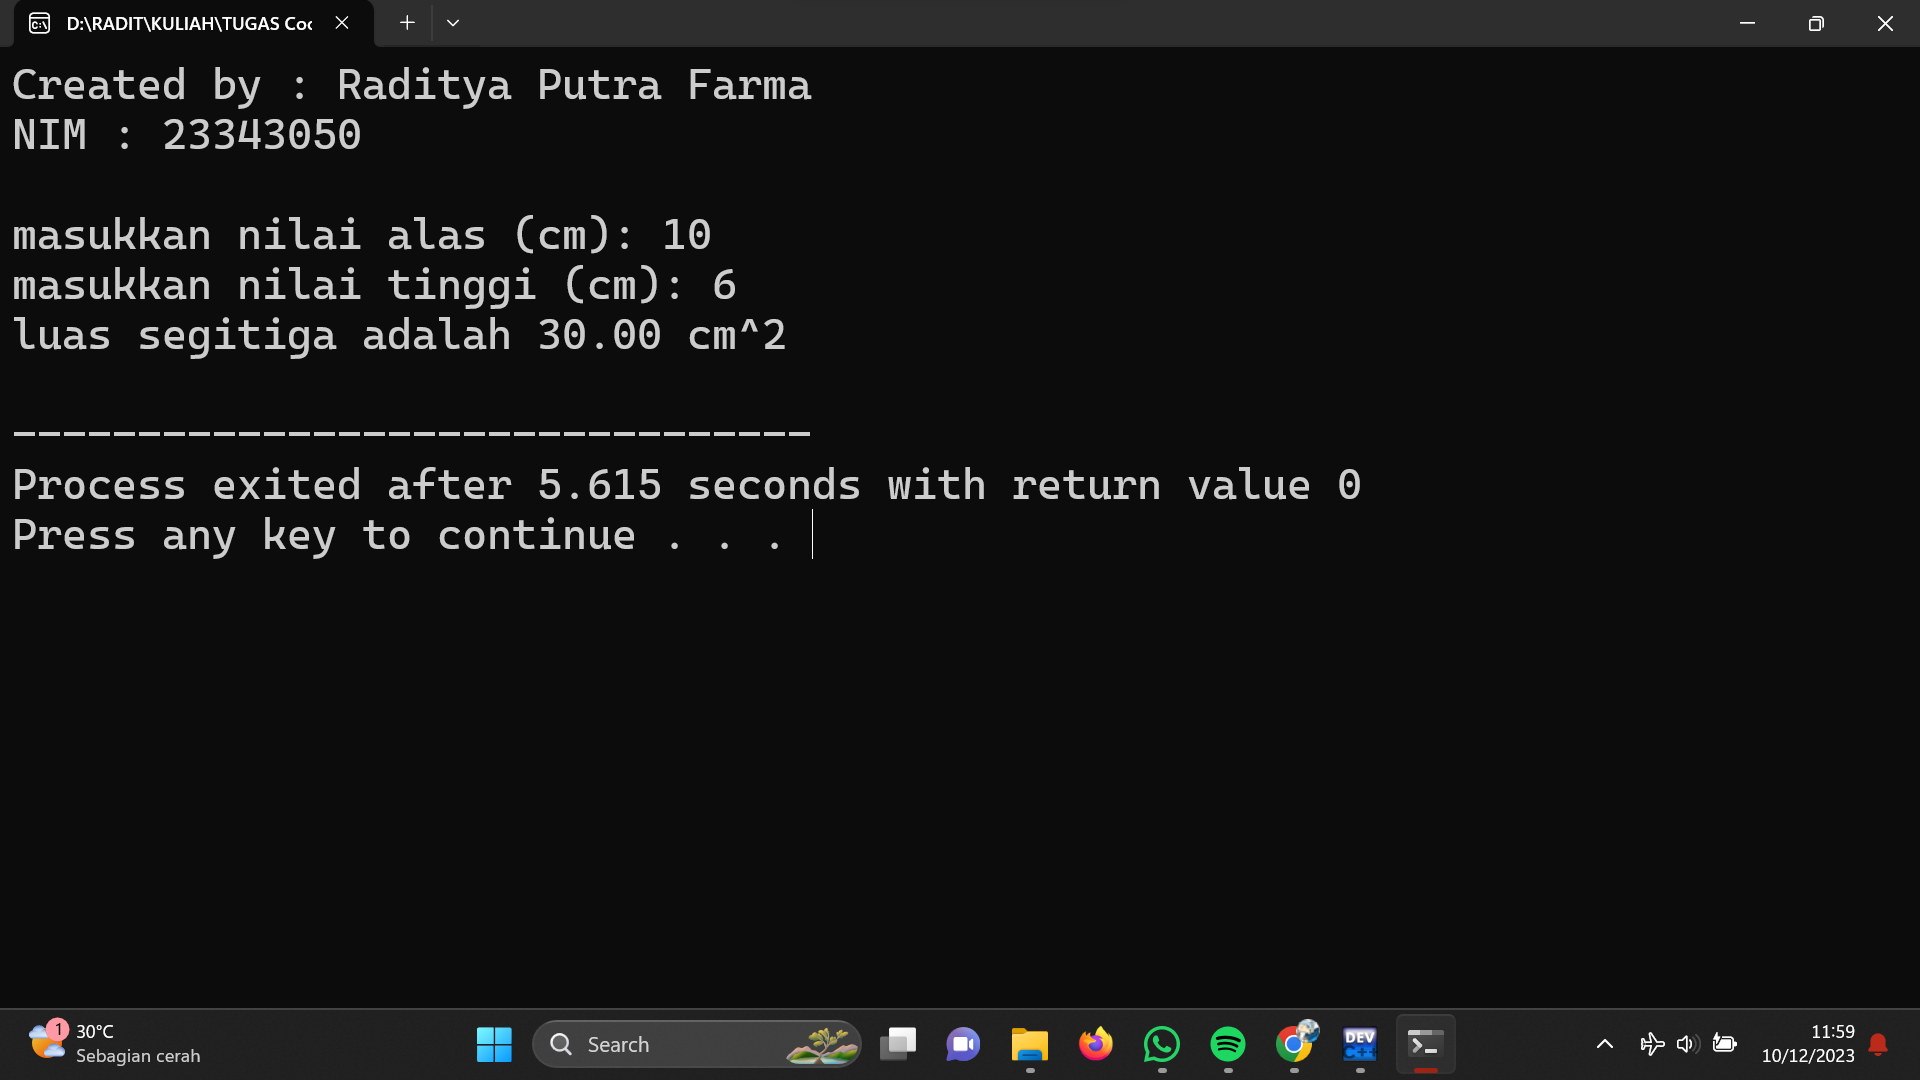 D:\RADIT\KULIAH\TUGAS Coc
Created by : Raditya Putra Farma
NIM : 23343050
masukkan nilai alas (cm): 10
masukkan nilai tinggi (cm): 6
luas segitiga adalah 30.00 cm^2
--------------------------------
Process exited after 5.615 seconds with return value 0
Press any key to continue . . .
1
30°C
Sebagian cerah
Search
DEV
C++
11:59
10/12/2023